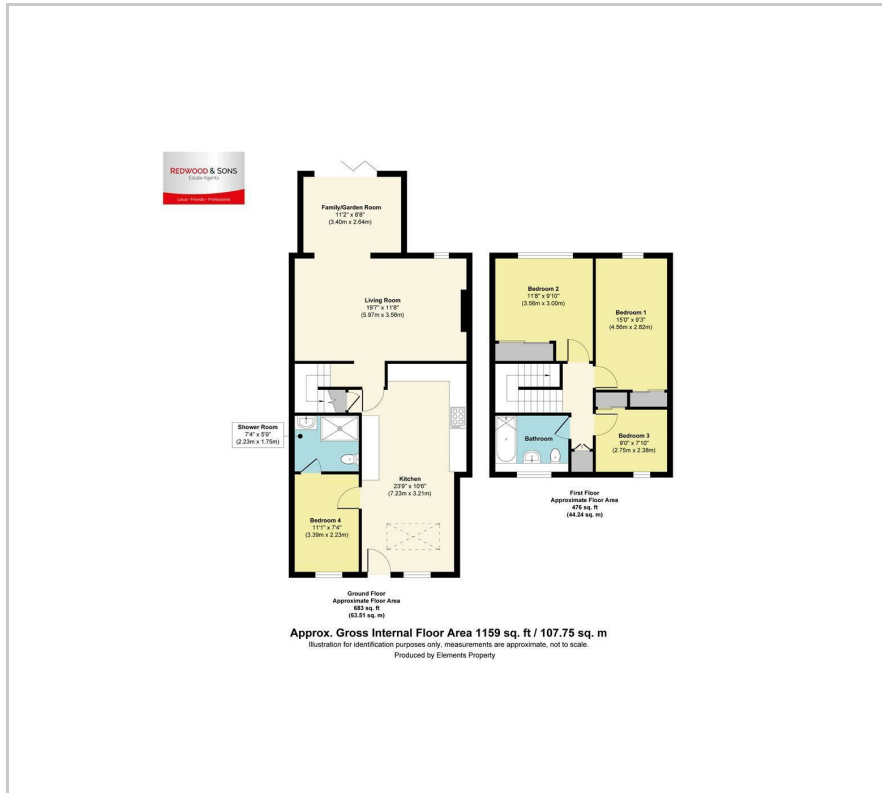 REDWOOD & SONS
Estate Agents
Local - Friendly - Professional
Family/Garden Room
11'2" x 8'8"
(3.40m x 2.64m)
Living Room
19'7" x 11'8"
(5.97m x 3.56m)
Shower Room
7'4" x 5'9"
(2.23m x 1.75m)
Kitchen
23'9" x 10'6"
(7.23m x 3.21m)
Bedroom 4
11'1" x 7'4"
(3.39m x 2.23m)
Ground Floor
Approximate Floor Area
683 sq. ft
(63.51 sq. m)
Bedroom 2
11'8" x 9'10"
(3.56m x 3.00m)
Bedroom 1
15'0" x 9'3"
(4.56m x 2.82m)
Bathroom
Bedroom 3
9'0" x 7'10"
(2.75m x 2.38m)
First Floor
Approximate Floor Area
476 sq. ft
(44.24 sq. m)
Approx. Gross Internal Floor Area 1159 sq. ft / 107.75 sq. m
Illustration for identification purposes only, measurements are approximate, not to scale.
Produced by Elements Property